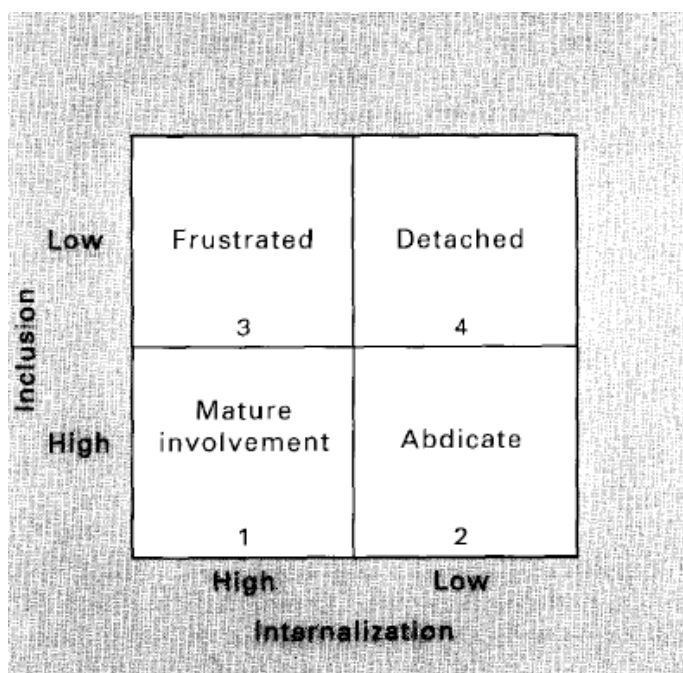 Low
Frustrated
Detached
3
4
Inclusion
High
Mature
involvement
Abdicate
1
2
High
Low
Internalization